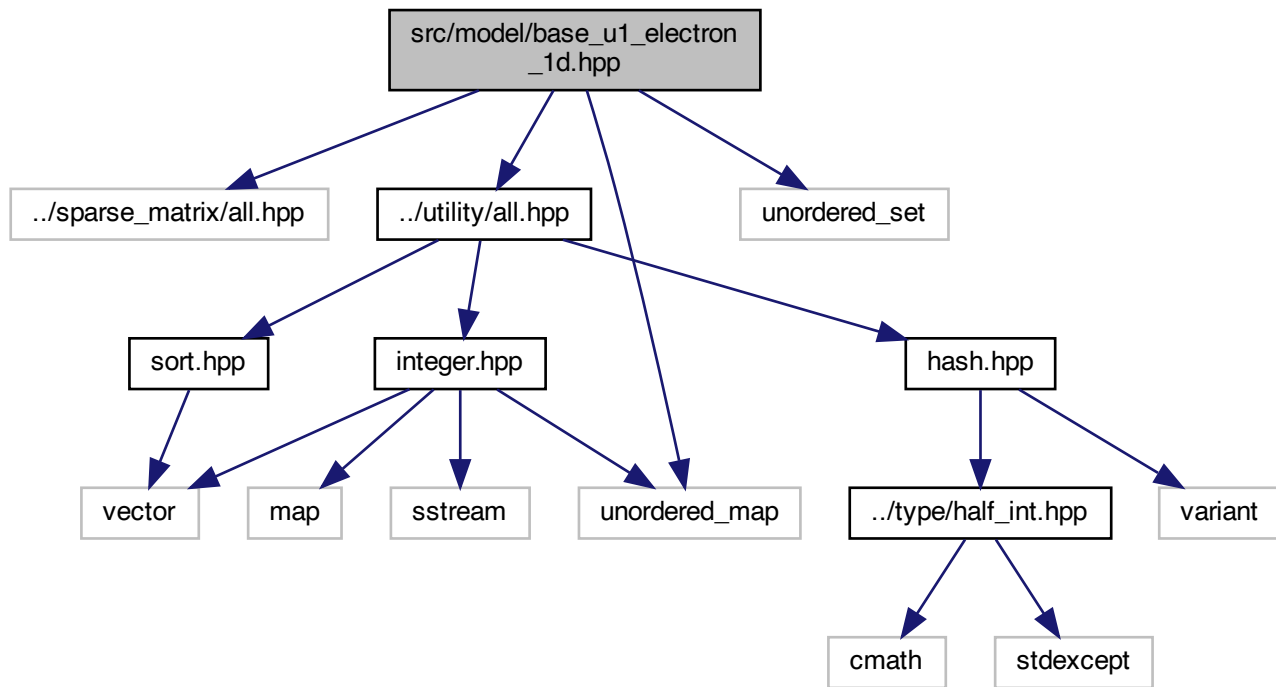 src/model/base_u1_electron
_1d.hpp
../sparse_matrix/all.hpp
../utility/all.hpp
unordered_set
sort.hpp
integer.hpp
hash.hpp
vector
map
sstream
unordered_map
../type/half_int.hpp
variant
cmath
stdexcept